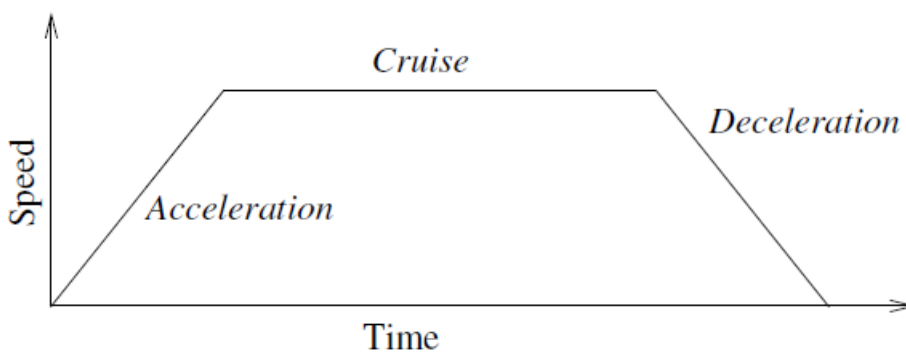 Cruise
Deceleration
Acceleration
Speed
Time